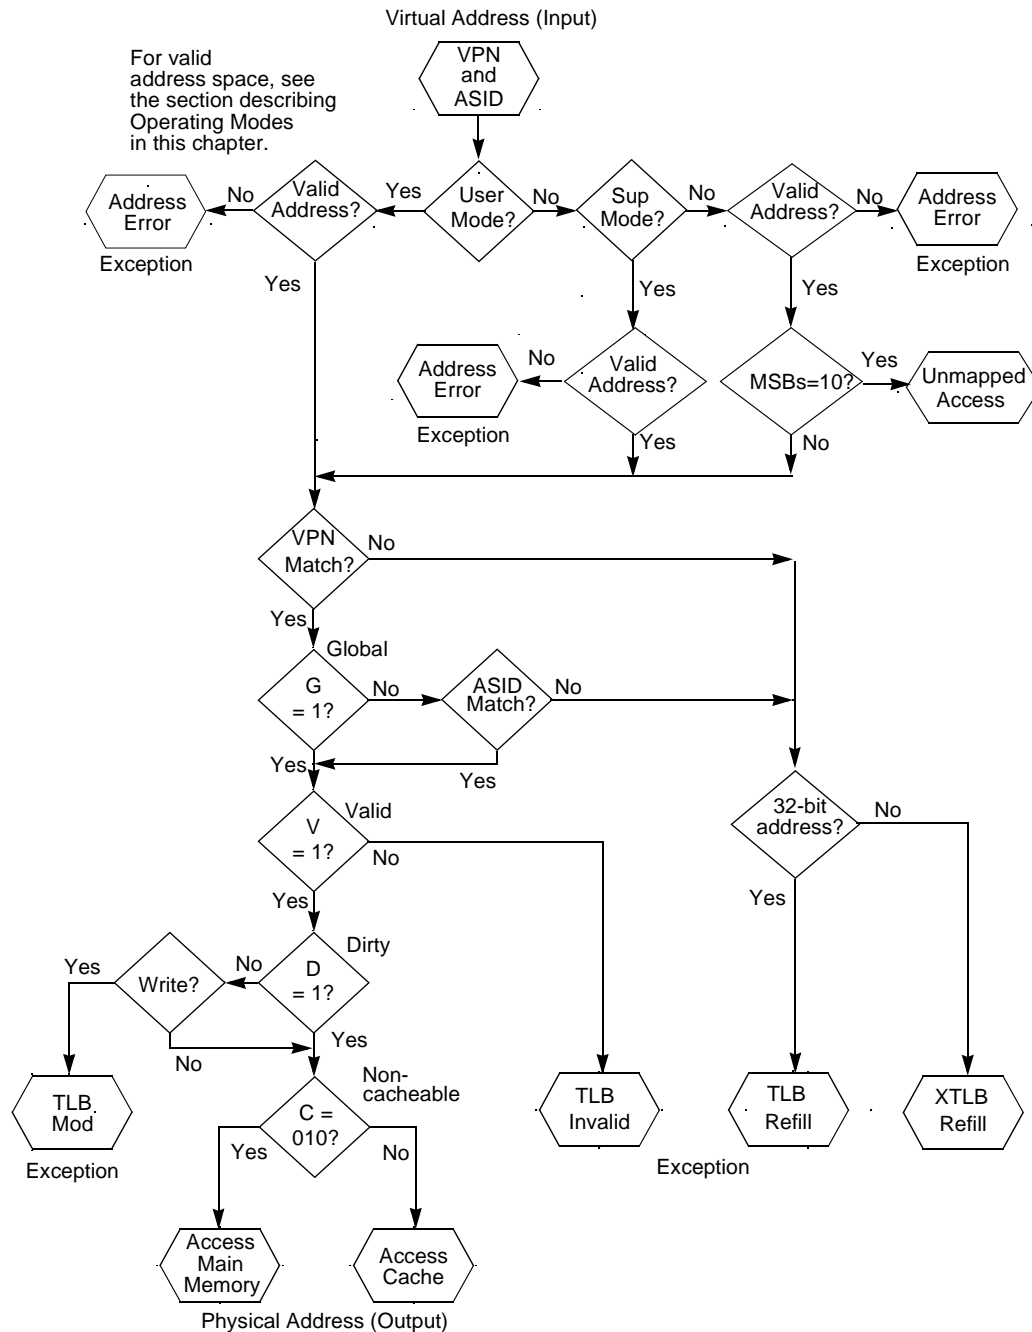 Virtual Address (Input)
For valid
address space, see
the section describing
Operating Modes
in this chapter.
VPN
and
ASID
Address
Error
Exception
No
Valid
Address?
Yes
User
Mode?
No
Sup
Mode?
No
Valid
Address?
No
Address
Error
Exception
Yes
Yes
Yes
Address
Error
Exception
No
Valid
Address?
Yes
MSBs=10?
Yes
Unmapped
Access
No
VPN
Match?
No
Yes
Global
G
= 1?
No
ASID
Match?
No
Yes
Yes
Valid
V
= 1?
No
32-bit
address?
No
Yes
Yes
Dirty
D
= 1?
No
Write?
Yes
No
Yes
TLB
Mod
Exception
Non-
cacheable
C =
010?
Yes
No
TLB
Invalid
TLB
Refill
XTLB
Refill
Exception
Access
Main
Memory
Access
Cache
Physical Address (Output)